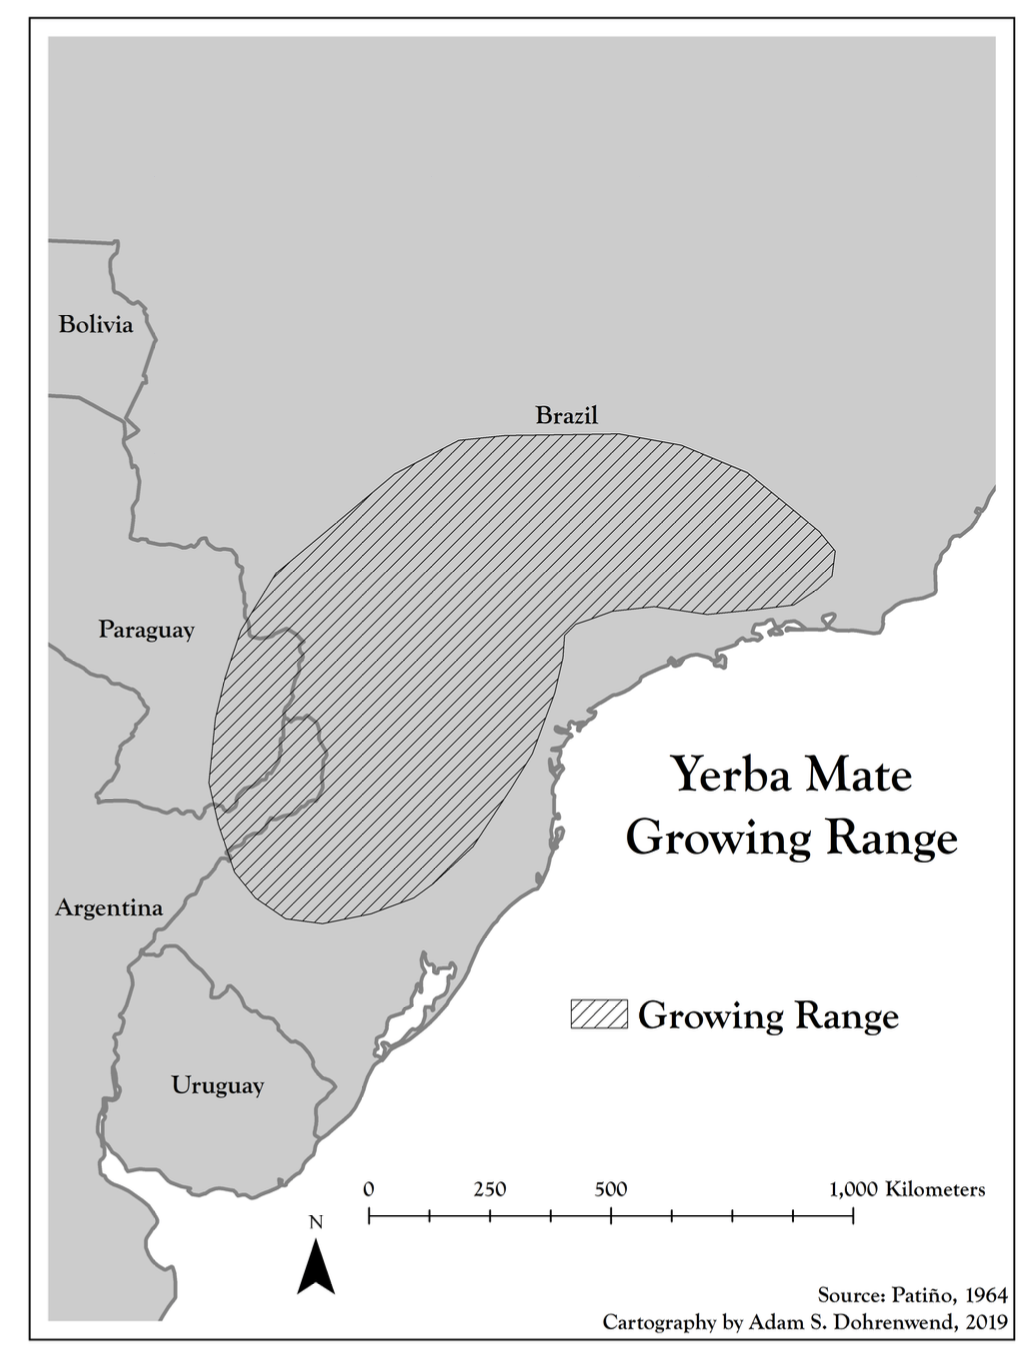 Bolivia
Brazil
Paraguay
Yerba Mate
Growing Range
Argentina
Growing Range
Uruguay
0 250 500 1,000 Kilometers
N
Source: Patiño, 1964
Cartography by Adam S. Dohrenwend, 2019